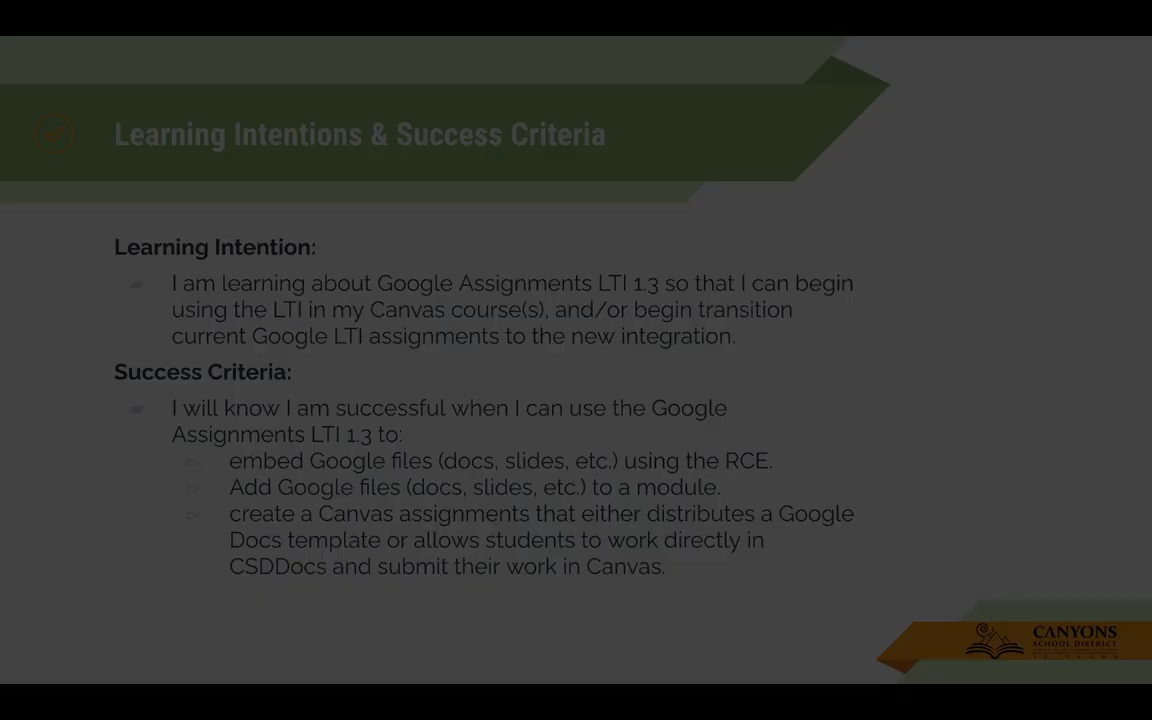 Learning Intentions & Success Criteria
Learning Intention:
I am learning about Google Assignments LTI 1.3 so that I can begin
using the LTI in my Canvas course(s), and/or begin transition
current Google LTI assignments to the new integration.
Success Criteria:
I will know I am successful when I can use the Google
Assignments LTI 1.3 to:
embed Google files (docs, slides, etc.) using the RCE.
Add Google files (docs, slides, etc.) to a module.
create a Canvas assignments that either distributes a Google
Docs template or allows students to work directly in
CSDDocs and submit their work in Canvas.
CANYONS
SCHOOL DISTRICT